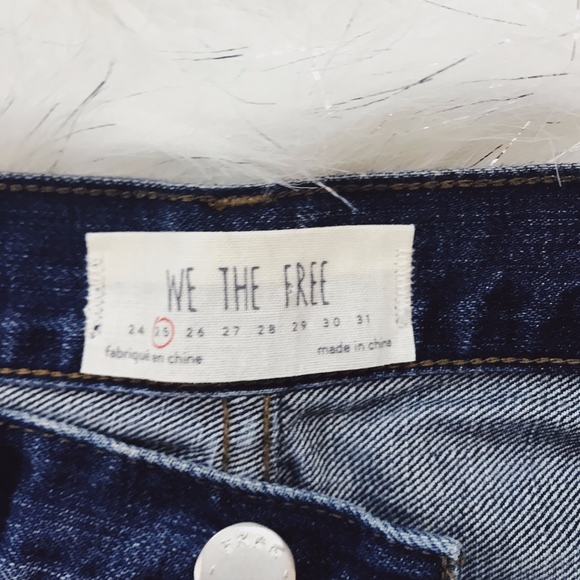 WE THE FREE
24 25 26 27 28 29 30 31
fabriqué en chine made in china